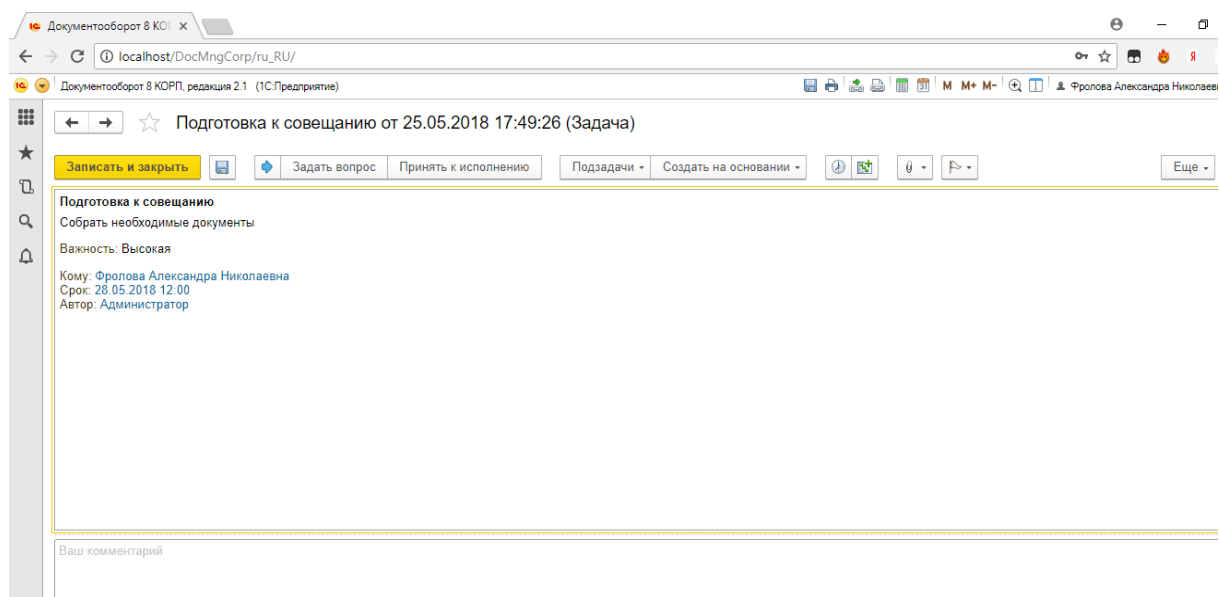 Документооборот 8 КОР
localhost/DocMngCorp/ru_RU/
Документооборот 8 КОРП, редакция 2.1 (1С:Предприятие)
M M+ M- Фролова Александра Николаев
Подготовка к совещанию от 25.05.2018 17:49:26 (Задача)
Записать и закрыть Задать вопрос Принять к исполнению Подзадачи Создать на основании Еще
Подготовка к совещанию
Собрать необходимые документы
Важность: Высокая
Кому: Фролова Александра Николаевна
Срок: 28.05.2018 12:00
Автор: Администратор
Ваш комментарий